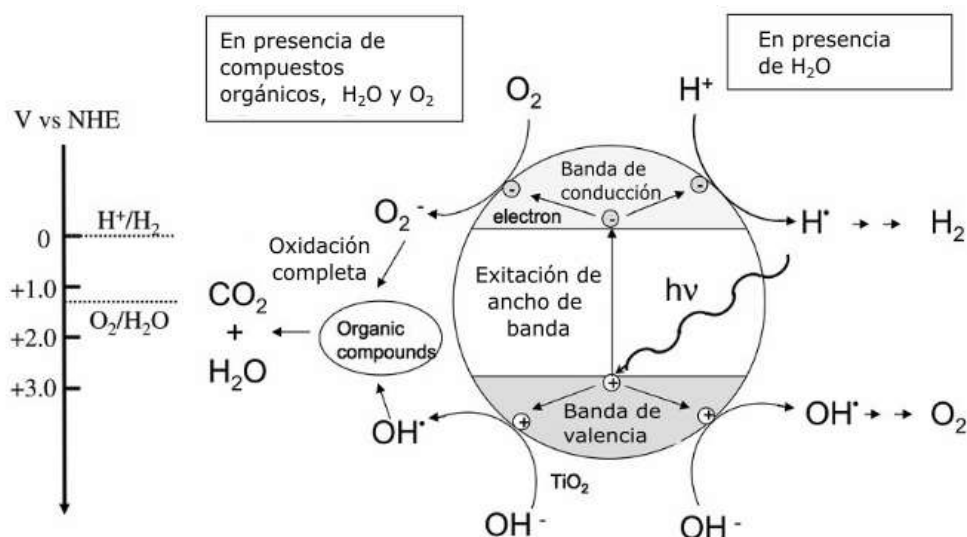 En presencia de
compuestos
orgánicos, H₂O y O₂
En presencia
de H₂O
V vs NHE
0
H⁺/H₂
+1.0
O₂/H₂O
+2.0
+3.0
O₂
H⁺
Banda de
conducción
-
-
electron
-
O₂⁻
H•
H₂
Oxidación
completa
Exitación de
ancho de
banda
hν
CO₂
+
H₂O
Organic
compounds
+
+
+
Banda de
valencia
OH•
OH•
O₂
TiO₂
OH⁻
OH⁻